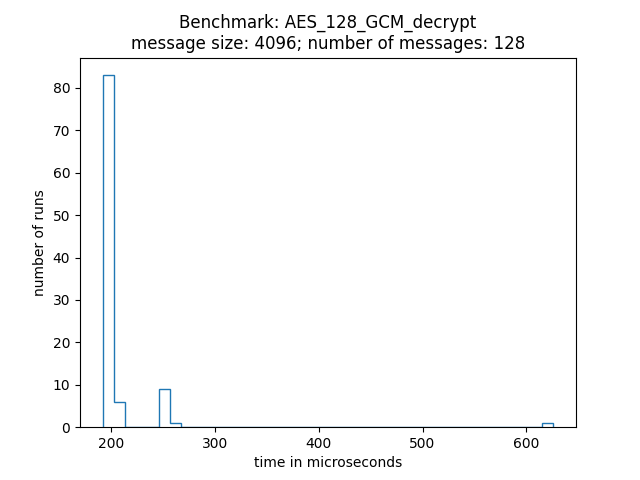 Benchmark: AES_128_GCM_decrypt
message size: 4096; number of messages: 128
80
70
60
50
40
30
20
10
0
number of runs
200 300 400 500 600
time in microseconds